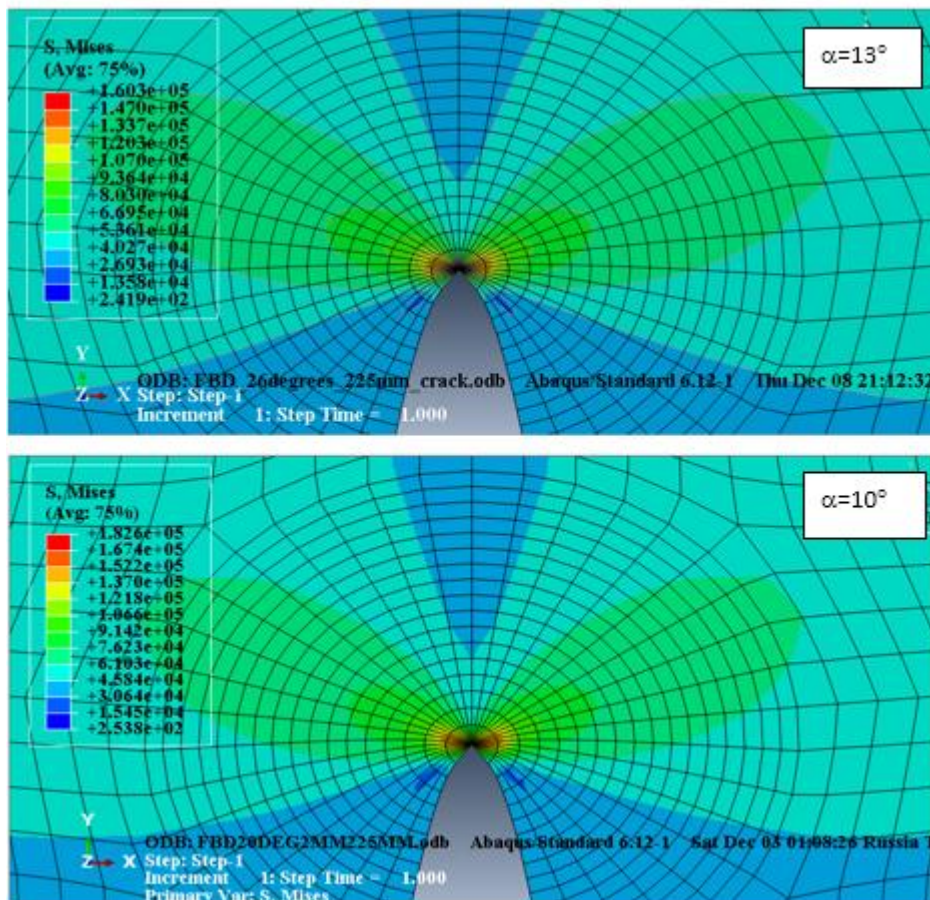 α=13°
S, Mises
(Avg: 75%)
+1.603e+05
+1.470e+05
+1.337e+05
+1.203e+05
+1.070e+05
+9.364e+04
+8.030e+04
+6.695e+04
+5.361e+04
+4.027e+04
+2.693e+04
+1.358e+04
+2.419e+02
Y
Z X
ODB: FBD_26degrees_225mm_crack.odb Abaqus/Standard 6.12-1 Thu Dec 08 21:12:32
Step: Step-1
Increment 1: Step Time = 1.000
α=10°
S, Mises
(Avg: 75%)
+1.826e+05
+1.674e+05
+1.522e+05
+1.370e+05
+1.218e+05
+1.066e+05
+9.142e+04
+7.623e+04
+6.103e+04
+4.584e+04
+3.064e+04
+1.545e+04
+2.538e+02
Y
Z X
ODB: FBD20DEG2MM225MM.odb Abaqus/Standard 6.12-1 Sat Dec 03 01:08:26 Russia T
Step: Step-1
Increment 1: Step Time = 1.000
Primary Var: S, Mises